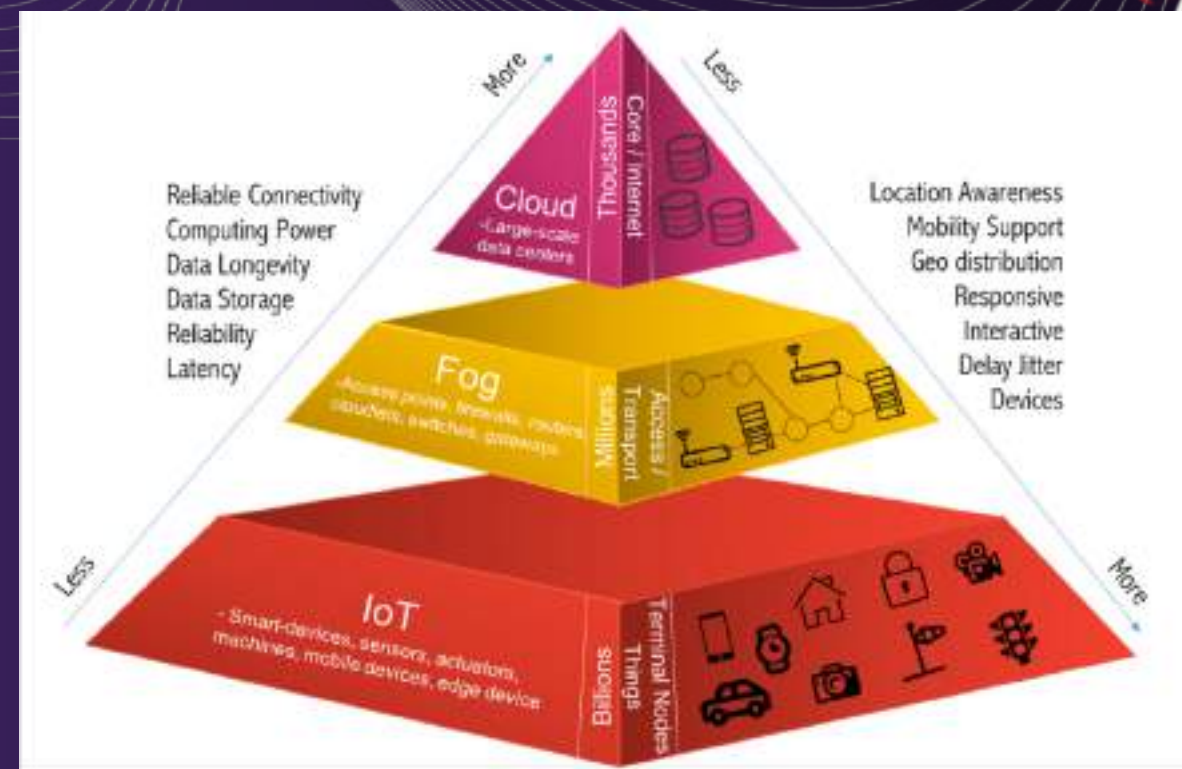 More
Less
Reliable Connectivity
Computing Power
Data Longevity
Data Storage
Reliability
Latency
Cloud
-Large-scale
data centers
Thousands
Core / Internet
Location Awareness
Mobility Support
Geo distribution
Responsive
Interactive
Delay Jitter
Devices
Fog
-Access points, firewalls, routers
cloudlets, switches, gateways
Millions
Access /
Transport
Less
More
IoT
- Smart-devices, sensors, actuators,
machines, mobile devices, edge device
Billions
Things
Terminal Nodes